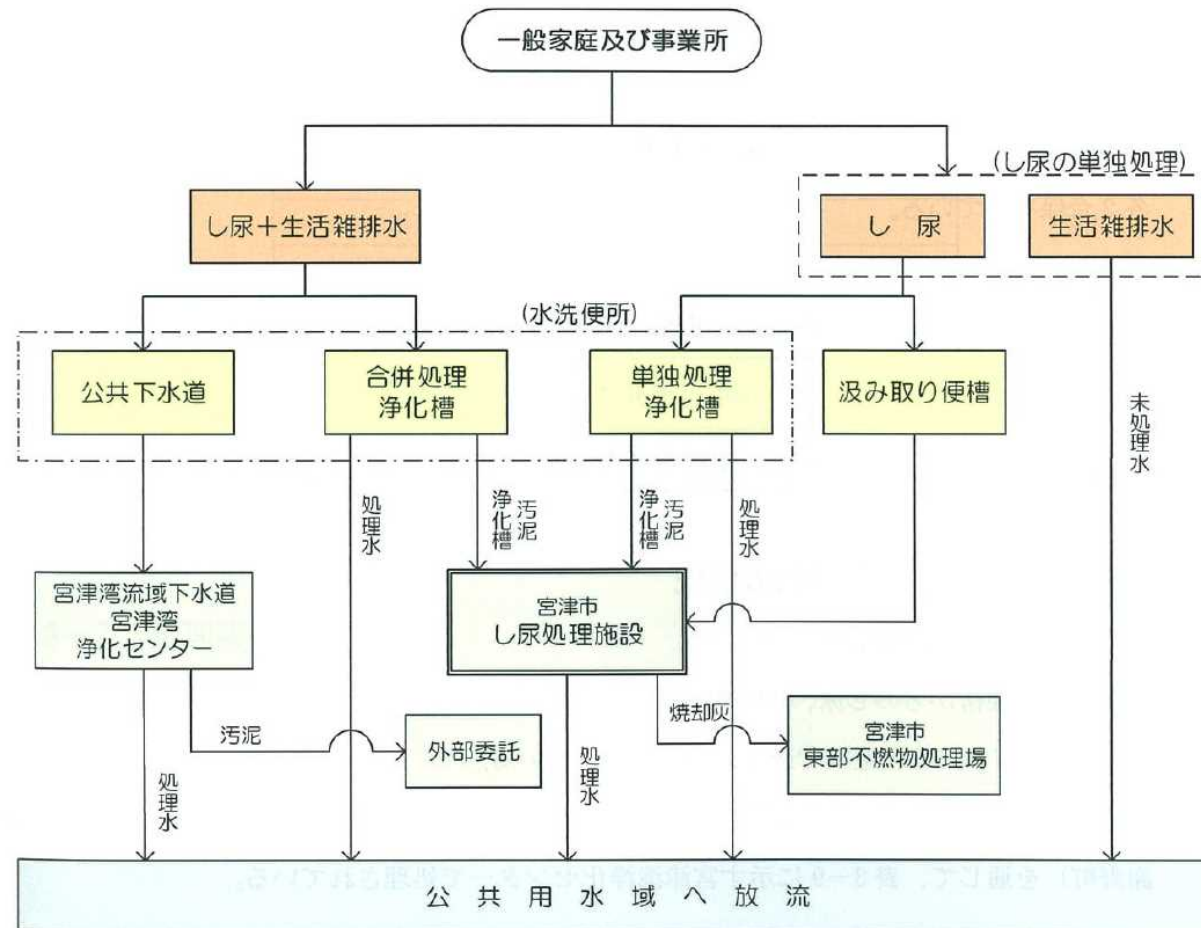 一般家庭及び事業所
(し尿の単独処理)
し尿+生活雑排水
し 尿
生活雑排水
(水洗便所)
公共下水道
合併処理
浄化槽
単独処理
浄化槽
汲み取り便槽
未処理水
処理水
浄化槽
汚泥
浄化槽
汚泥
処理水
宮津湾流域下水道
宮津湾
浄化センター
宮津市
し尿処理施設
汚泥
外部委託
焼却灰
宮津市
東部不燃物処理場
処理水
処理水
公共用水域へ放流